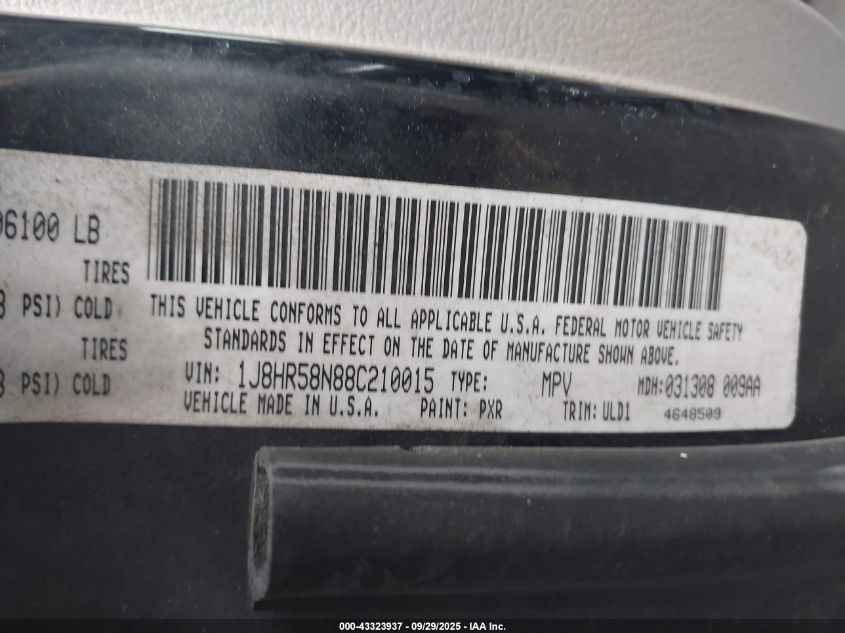 06100 LB
TIRES
PSI) COLD
TIRES
PSI) COLD
THIS VEHICLE CONFORMS TO ALL APPLICABLE U.S.A. FEDERAL MOTOR VEHICLE SAFETY
STANDARDS IN EFFECT ON THE DATE OF MANUFACTURE SHOWN ABOVE.
VIN: 1J8HR58N88C210015 TYPE: MPV MDH:031308 009AA
VEHICLE MADE IN U.S.A. PAINT: PXR TRIM: ULD1 4648509
000-43323937 - 09/29/2025 - IAA Inc.